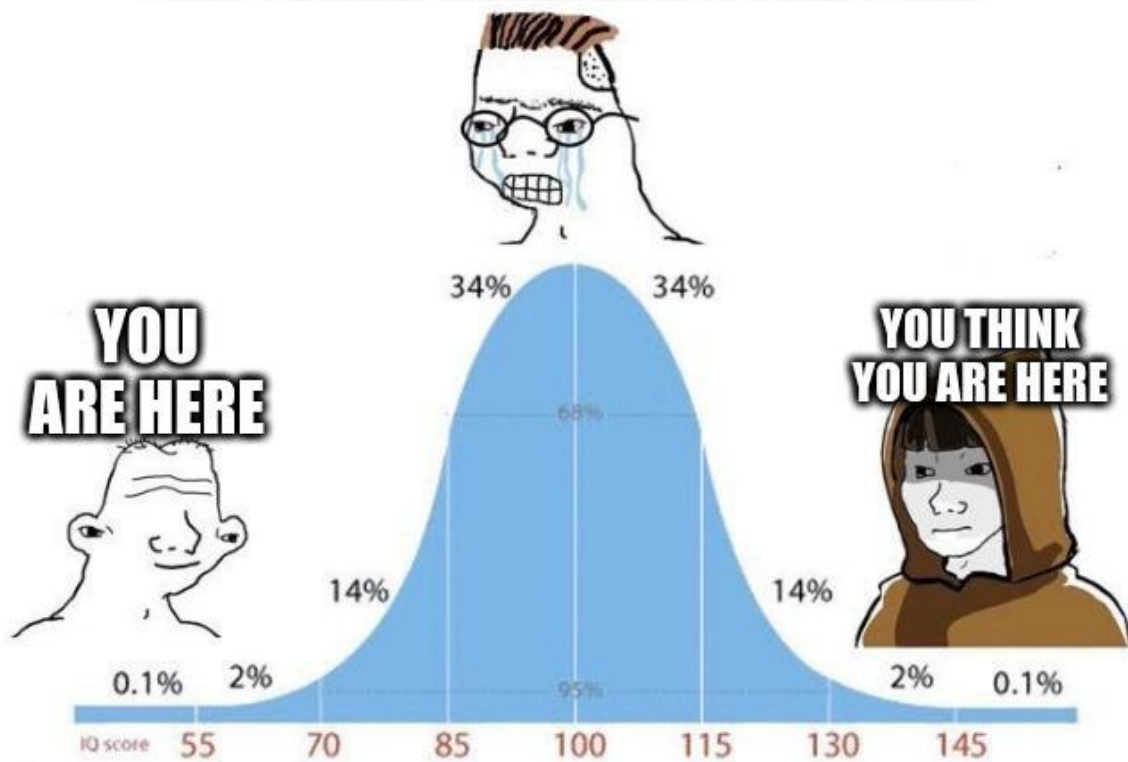 34% 34%
YOU
ARE HERE
YOU THINK
YOU ARE HERE
68%
14% 14%
0.1% 2% 2% 0.1%
95%
IQ score 55 70 85 100 115 130 145